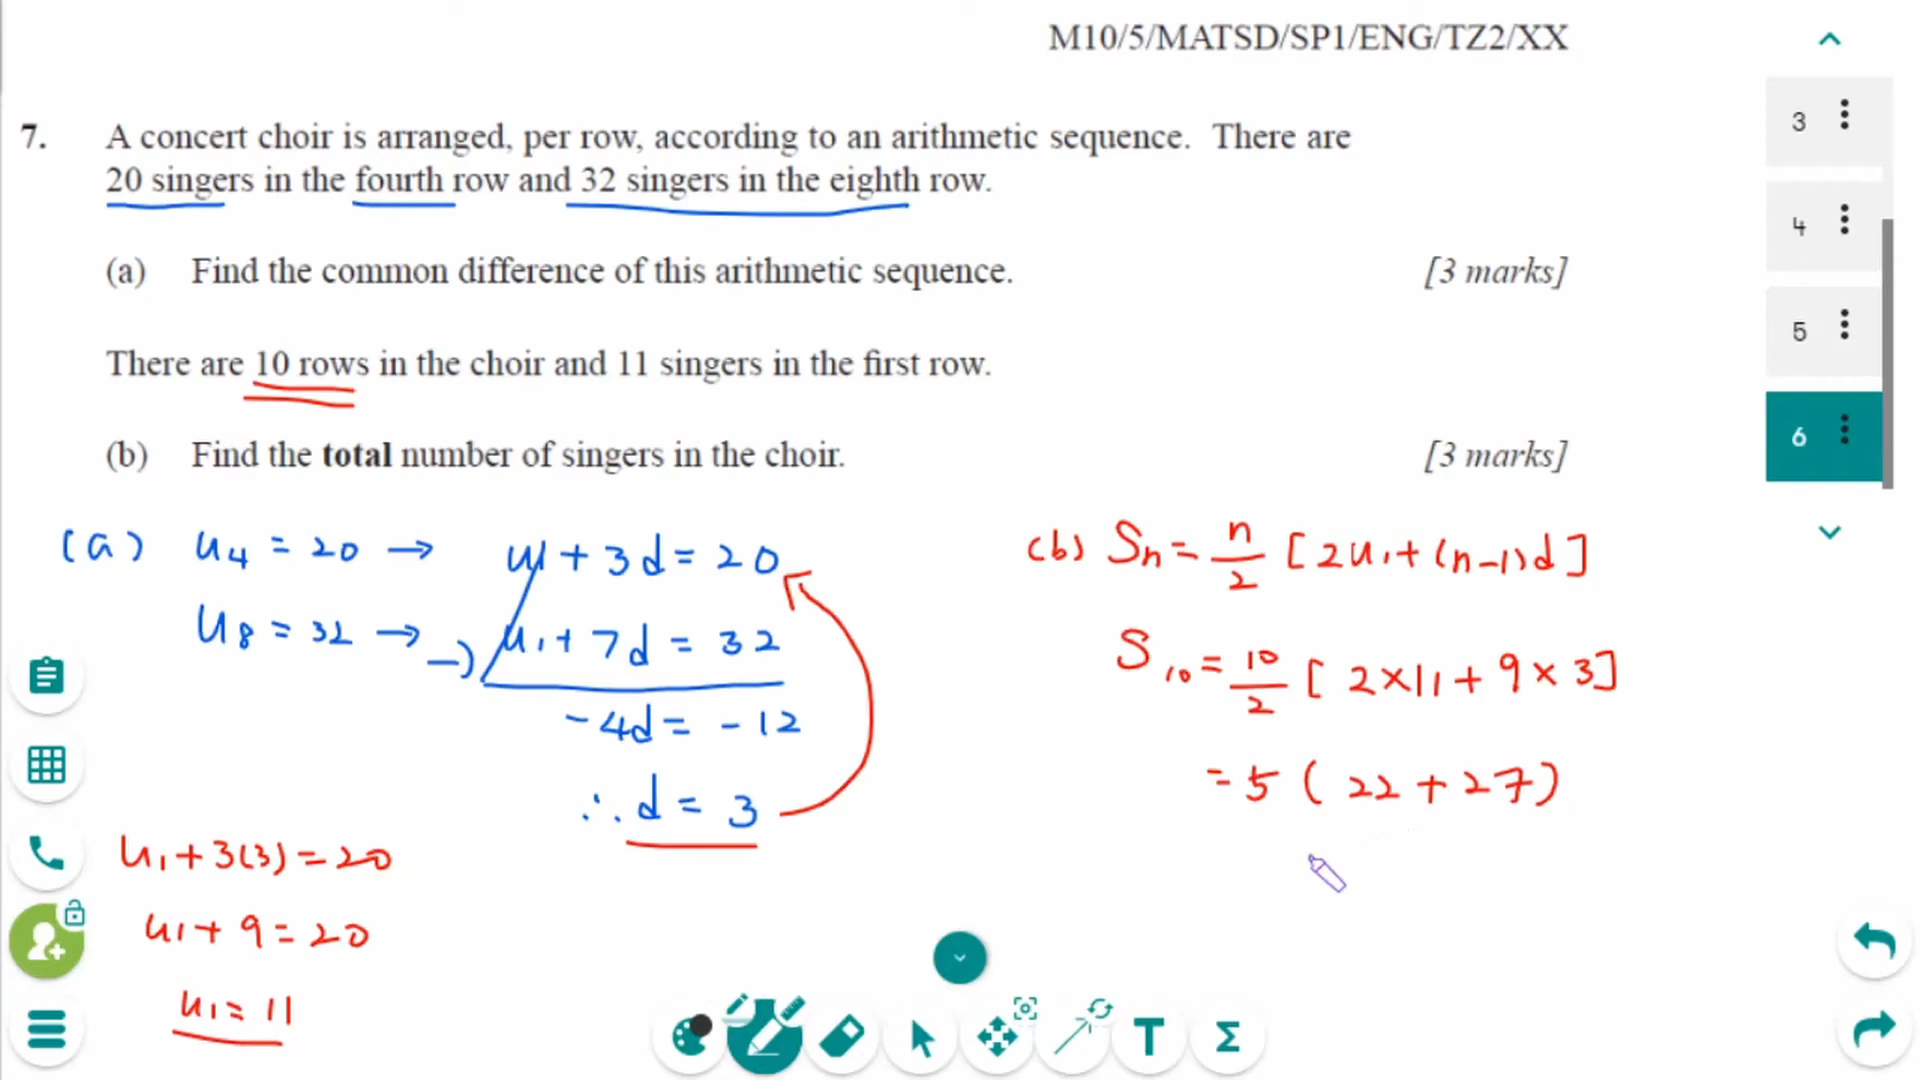 M10/5/MATSD/SP1/ENG/TZ2/XX
7. A concert choir is arranged, per row, according to an arithmetic sequence. There are
20 singers in the fourth row and 32 singers in the eighth row.
(a) Find the common difference of this arithmetic sequence. [3 marks]
There are 10 rows in the choir and 11 singers in the first row.
(b) Find the total number of singers in the choir. [3 marks]
(a) u₄ = 20 → u₁ + 3d = 20
u₈ = 32 → -) u₁ + 7d = 32
-4d = -12
∴ d = 3
u₁ + 3(3) = 20
u₁ + 9 = 20
u₁ = 11
(b) Sₙ = n/2 [2u₁ + (n-1)d]
S₁₀ = 10/2 [2×11 + 9×3]
= 5 (22 + 27)
3
4
5
6
T
Σ